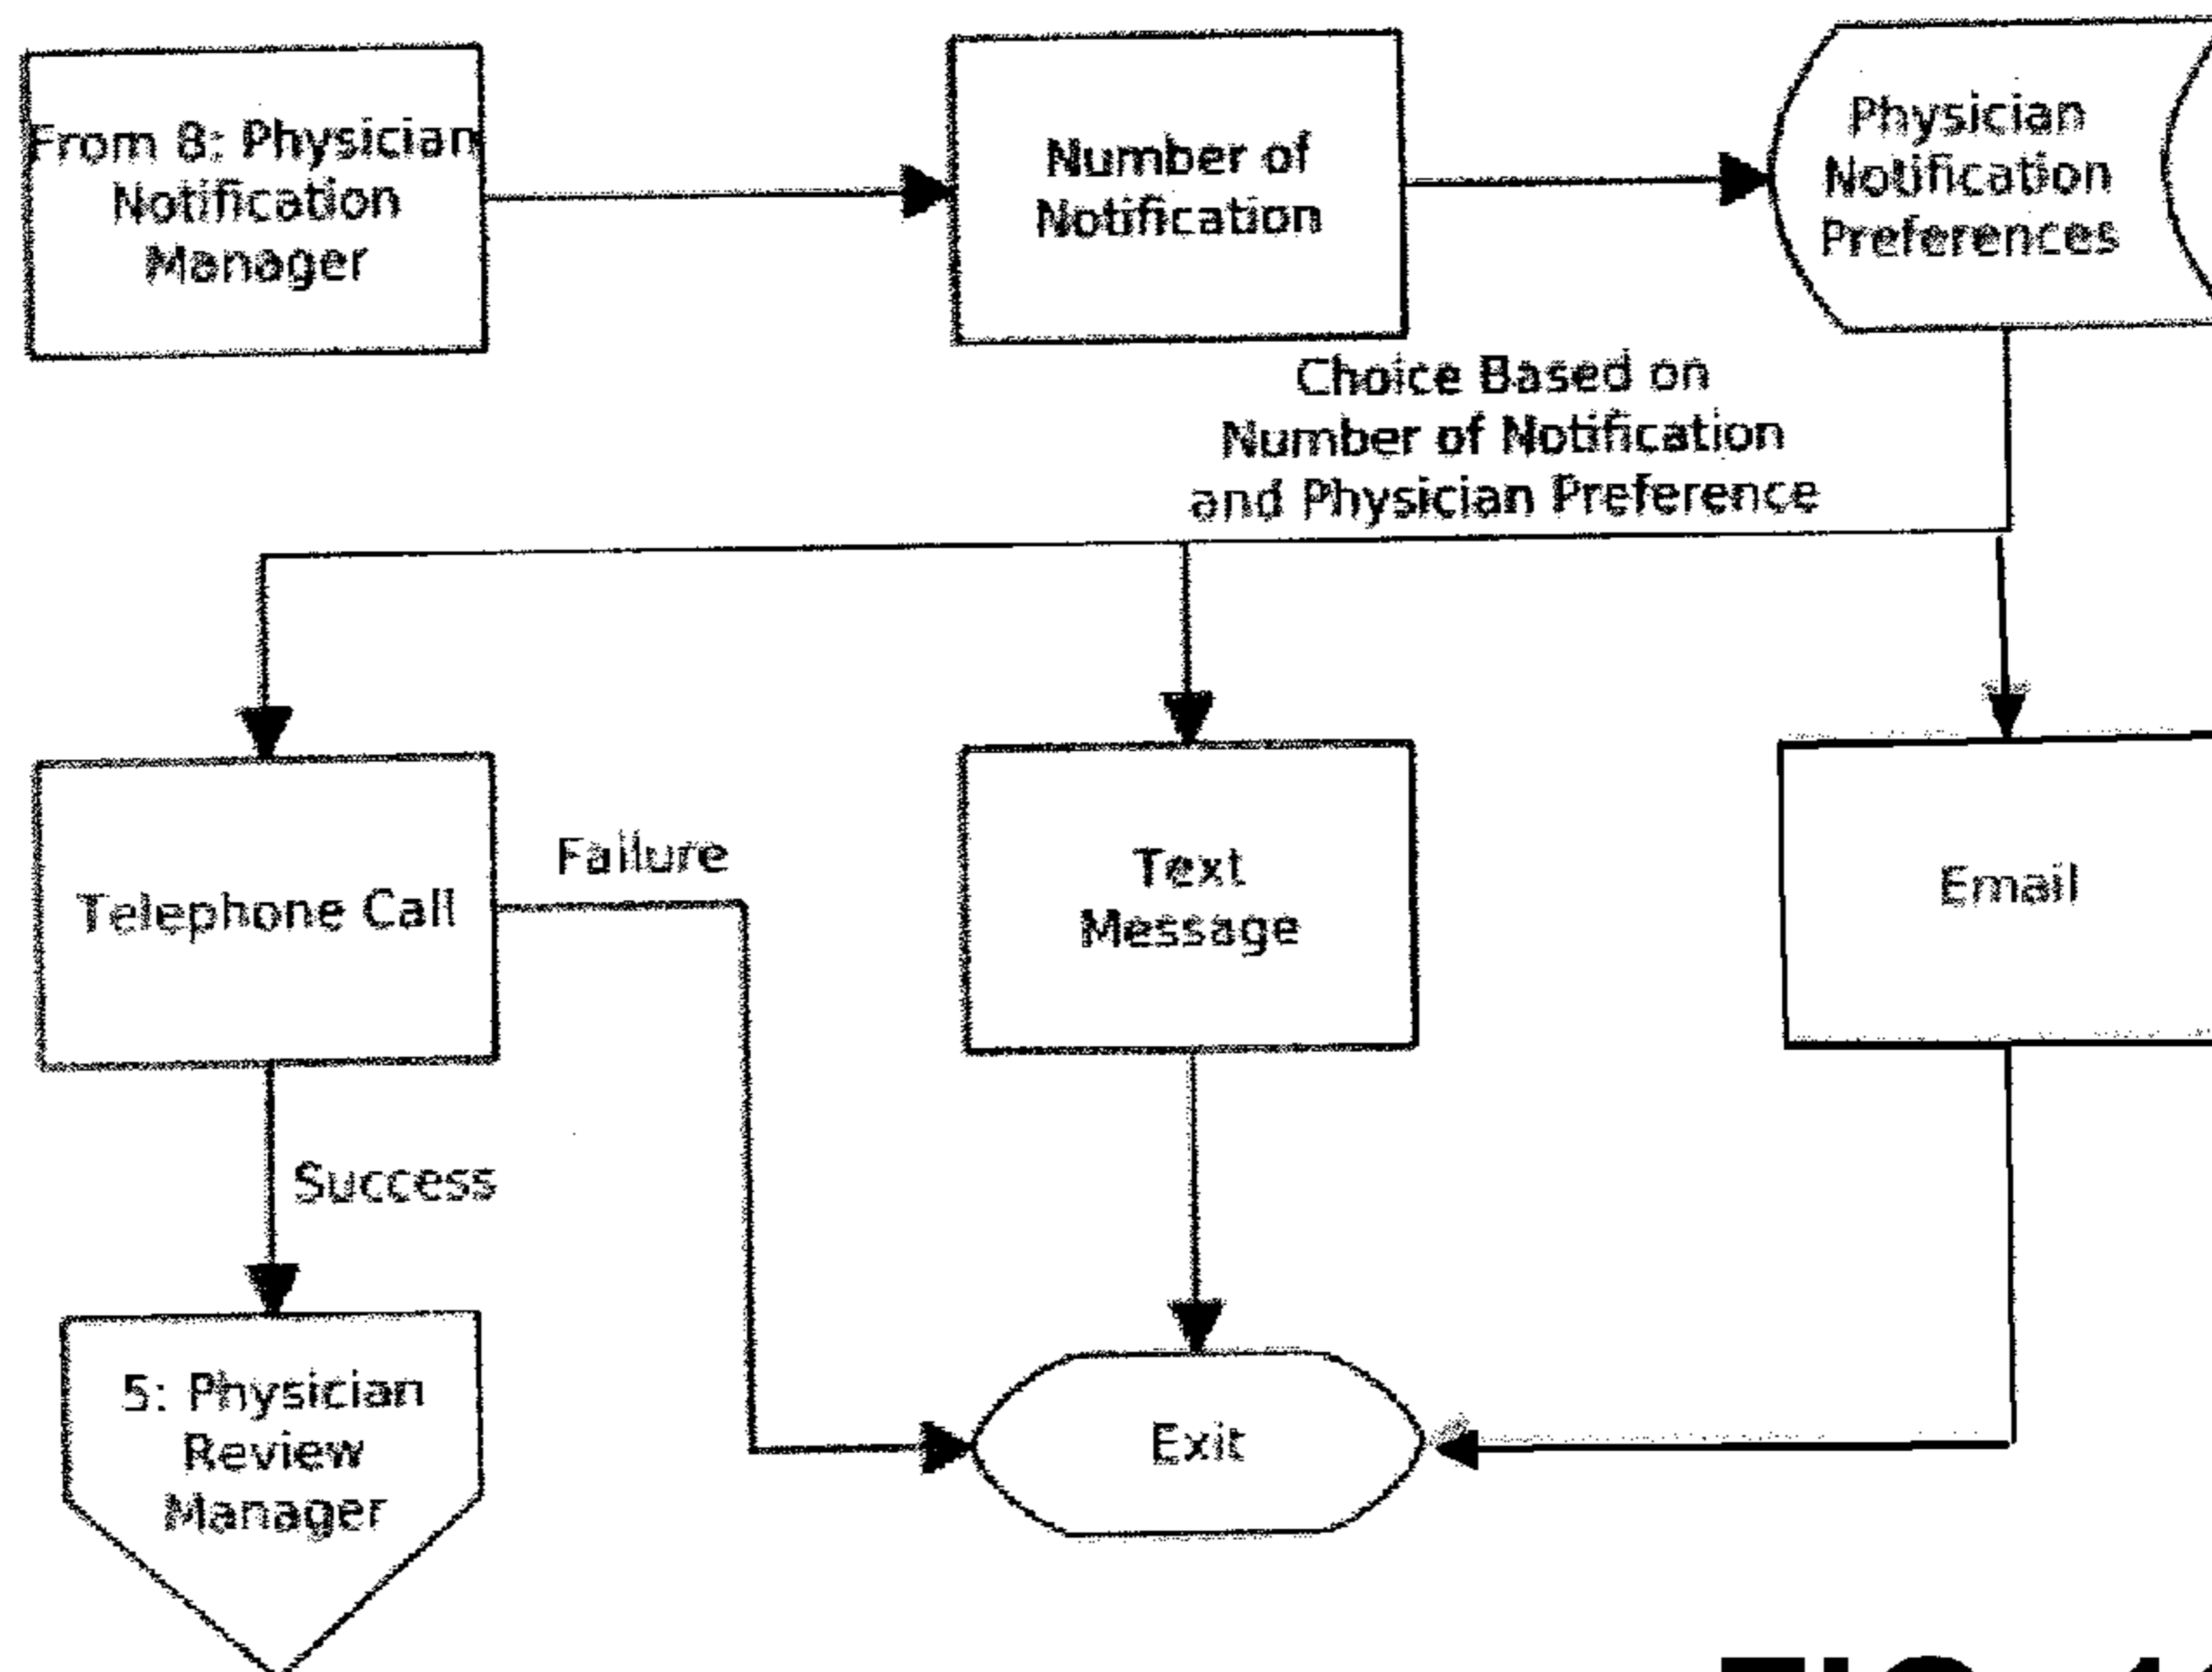 From 8: Physician
Notification
Manager
Number of
Notification
Physician
Notification
Preferences
Choice Based on
Number of Notification
and Physician Preference
Telephone Call
Failure
Text
Message
Email
Success
5: Physician
Review
Manager
Exit